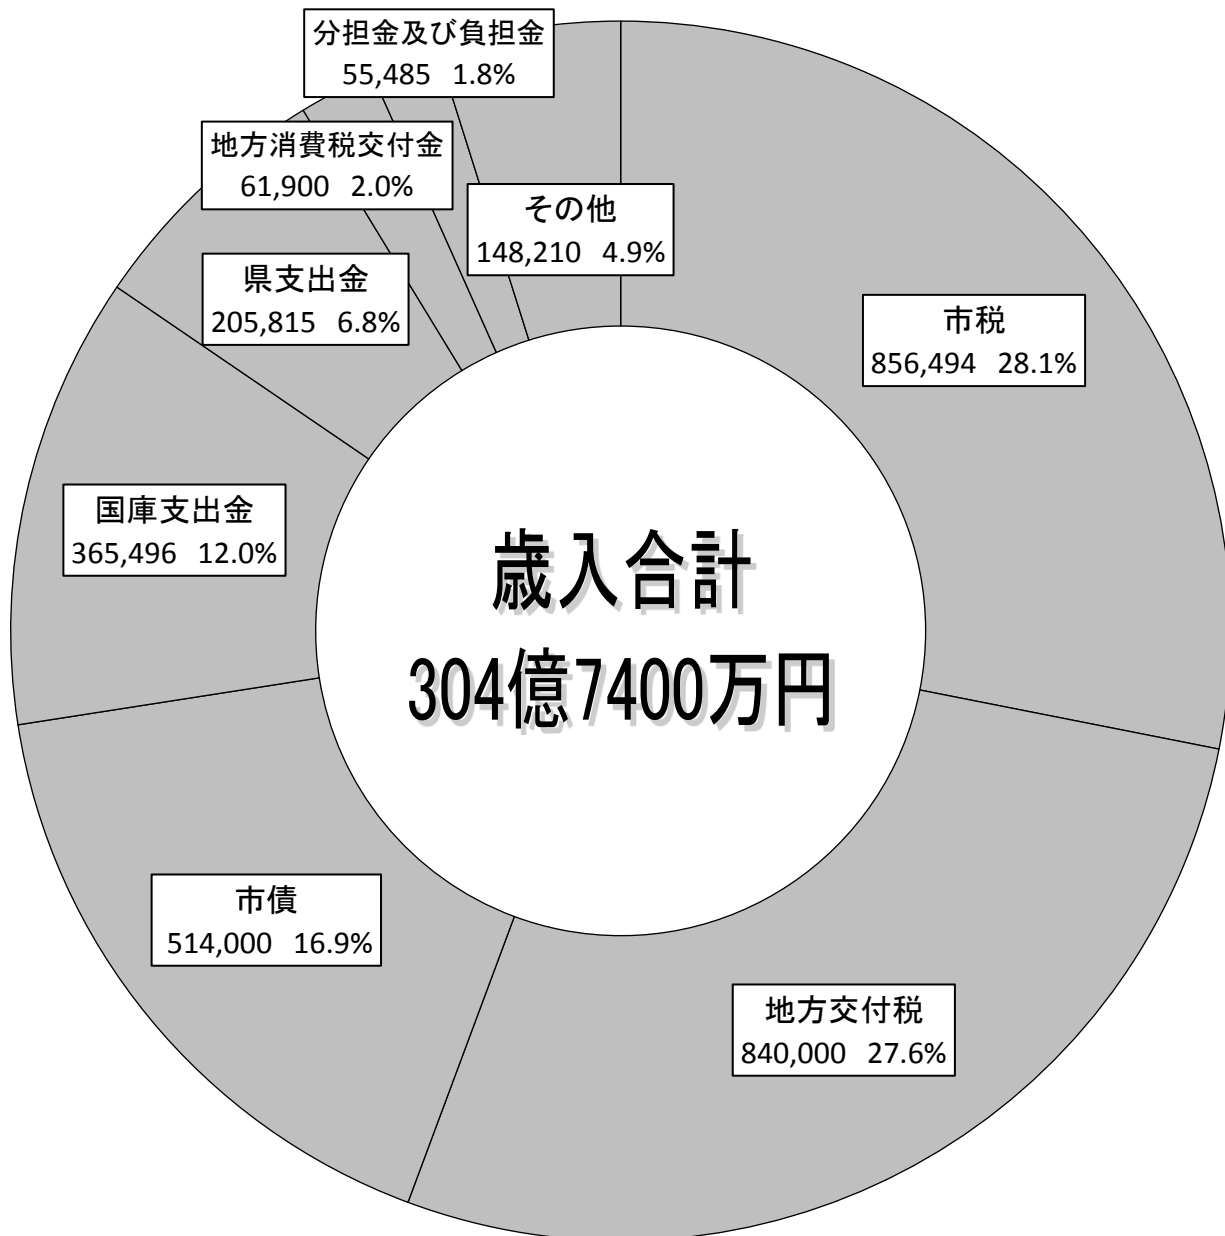 分担金及び負担金
55,485 1.8%
地方消費税交付金
61,900 2.0%
その他
148,210 4.9%
県支出金
205,815 6.8%
市税
856,494 28.1%
国庫支出金
365,496 12.0%
歳入合計
304億7400万円
市債
514,000 16.9%
地方交付税
840,000 27.6%